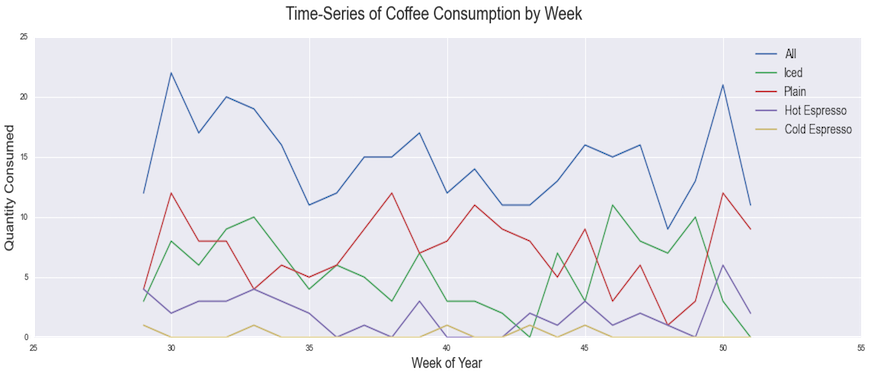 Time-Series of Coffee Consumption by Week
25
20
15
10
5
0
Quantity Consumed
All
Iced
Plain
Hot Espresso
Cold Espresso
25 30 35 40 45 50 55
Week of Year